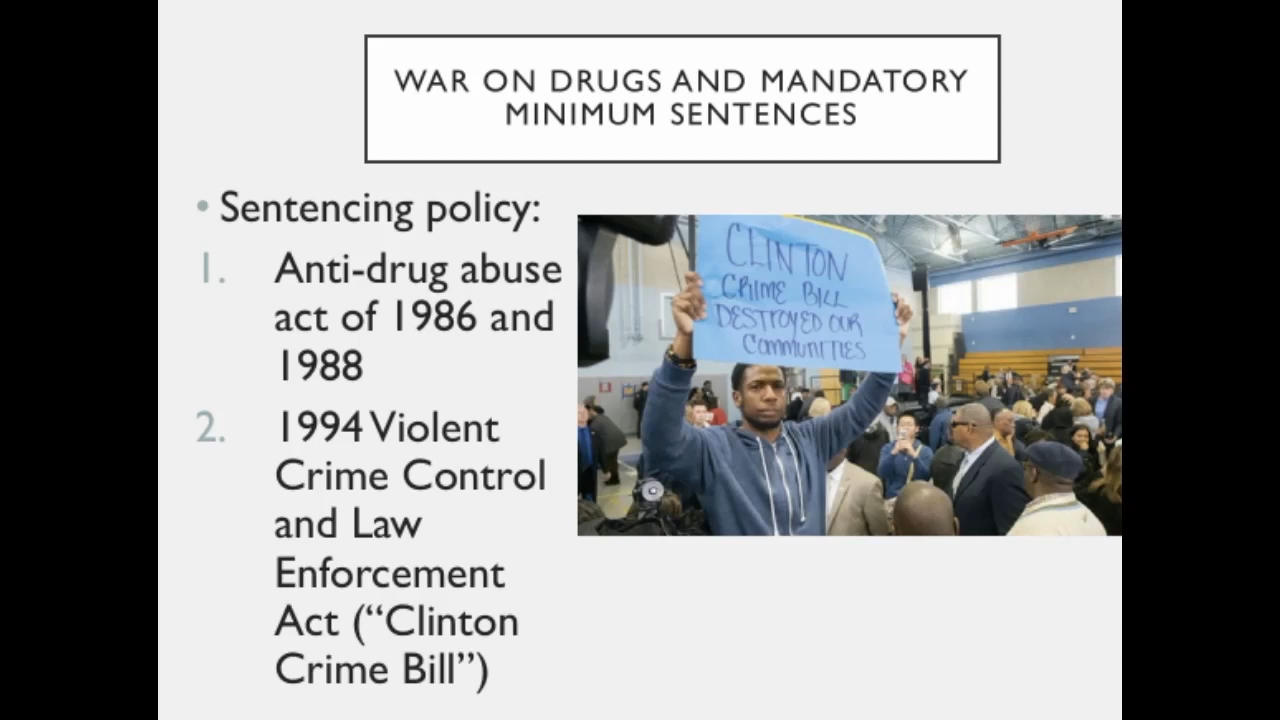 WAR ON DRUGS AND MANDATORY
MINIMUM SENTENCES
• Sentencing policy:
1. Anti-drug abuse
act of 1986 and
1988
2. 1994 Violent
Crime Control
and Law
Enforcement
Act (“Clinton
Crime Bill”)
CLINTON
CRIME BILL
DESTROYED OUR
COMMUNITIES